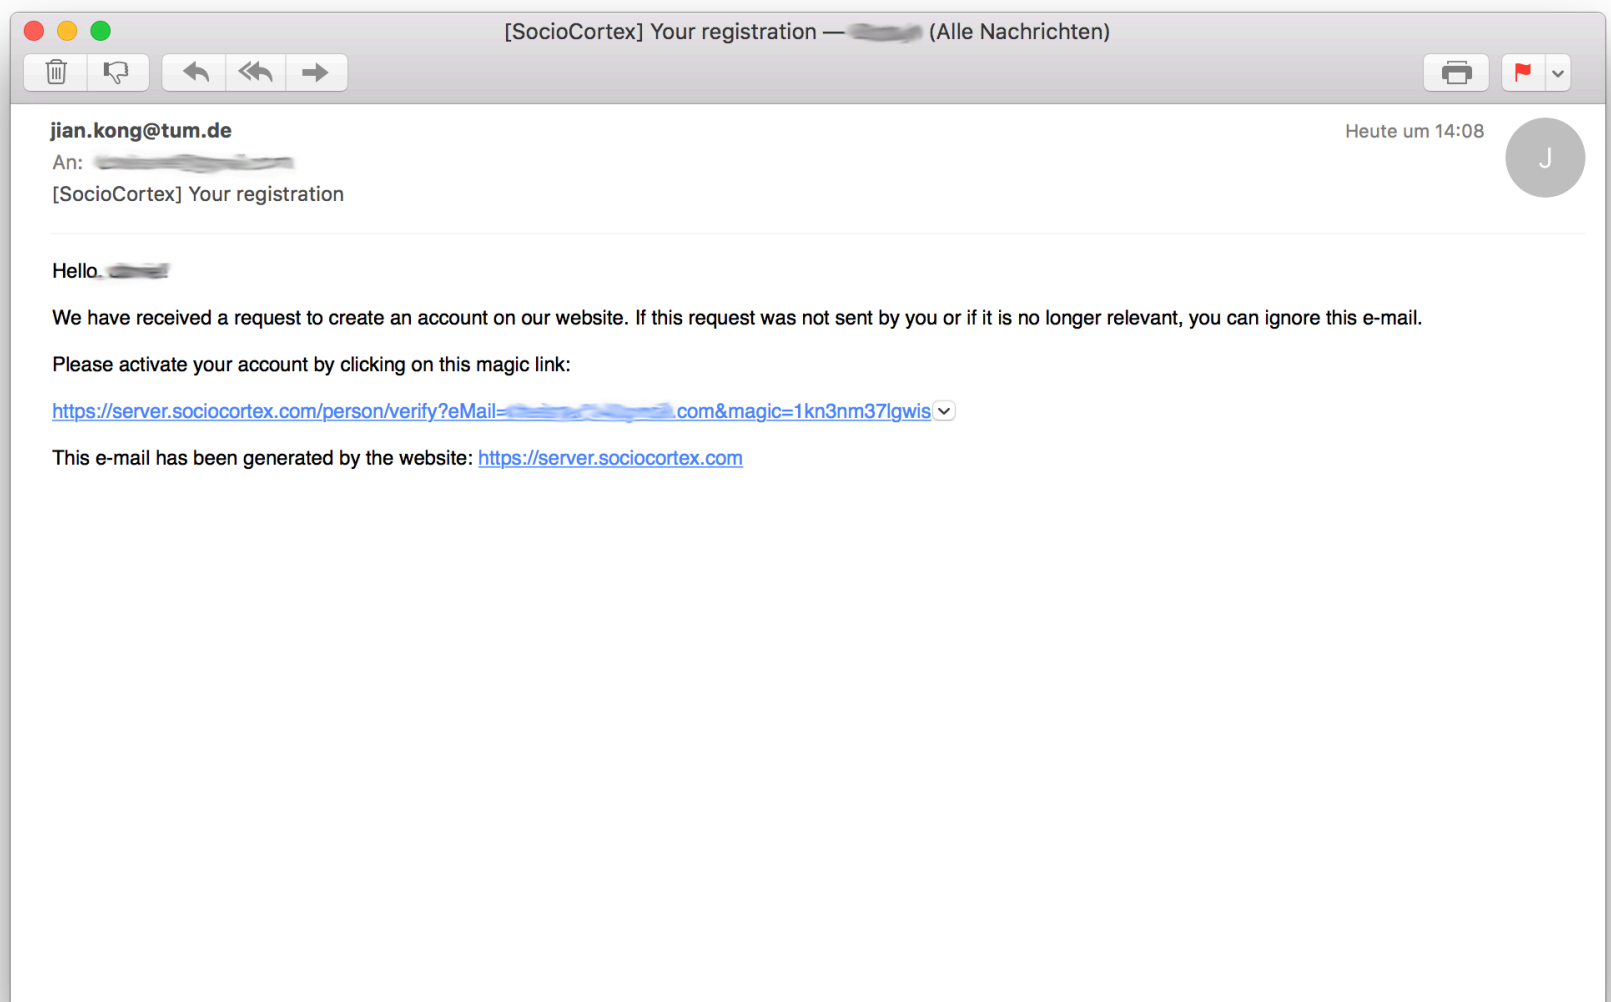 [SocioCortex] Your registration — (Alle Nachrichten)
jian.kong@tum.de
Heute um 14:08
J
An:
[SocioCortex] Your registration
Hello
We have received a request to create an account on our website. If this request was not sent by you or if it is no longer relevant, you can ignore this e-mail.
Please activate your account by clicking on this magic link:
https://server.sociocortex.com/person/verify?eMail= .com&magic=1kn3nm37lgwis
This e-mail has been generated by the website: https://server.sociocortex.com